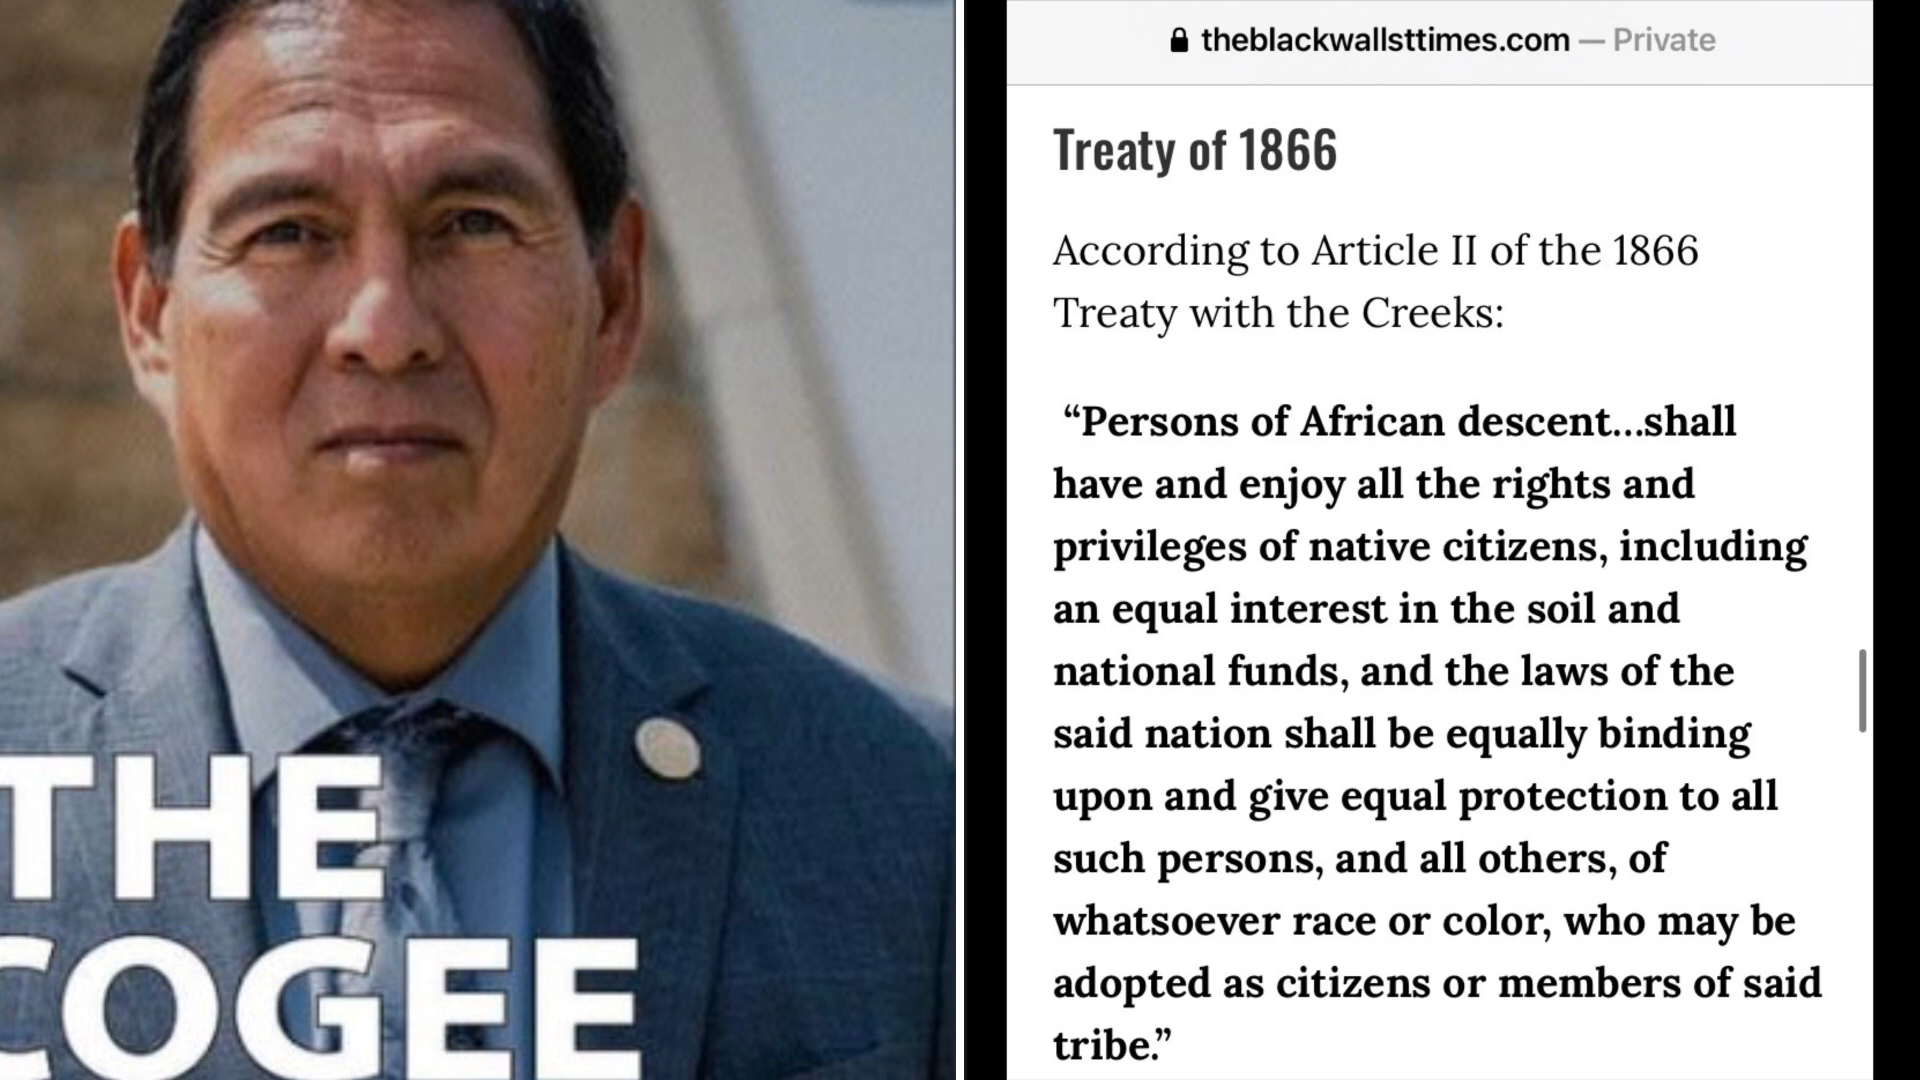 THE
COGEE
theblackwallsttimes.com — Private
Treaty of 1866
According to Article II of the 1866
Treaty with the Creeks:
“Persons of African descent...shall
have and enjoy all the rights and
privileges of native citizens, including
an equal interest in the soil and
national funds, and the laws of the
said nation shall be equally binding
upon and give equal protection to all
such persons, and all others, of
whatsoever race or color, who may be
adopted as citizens or members of said
tribe.”